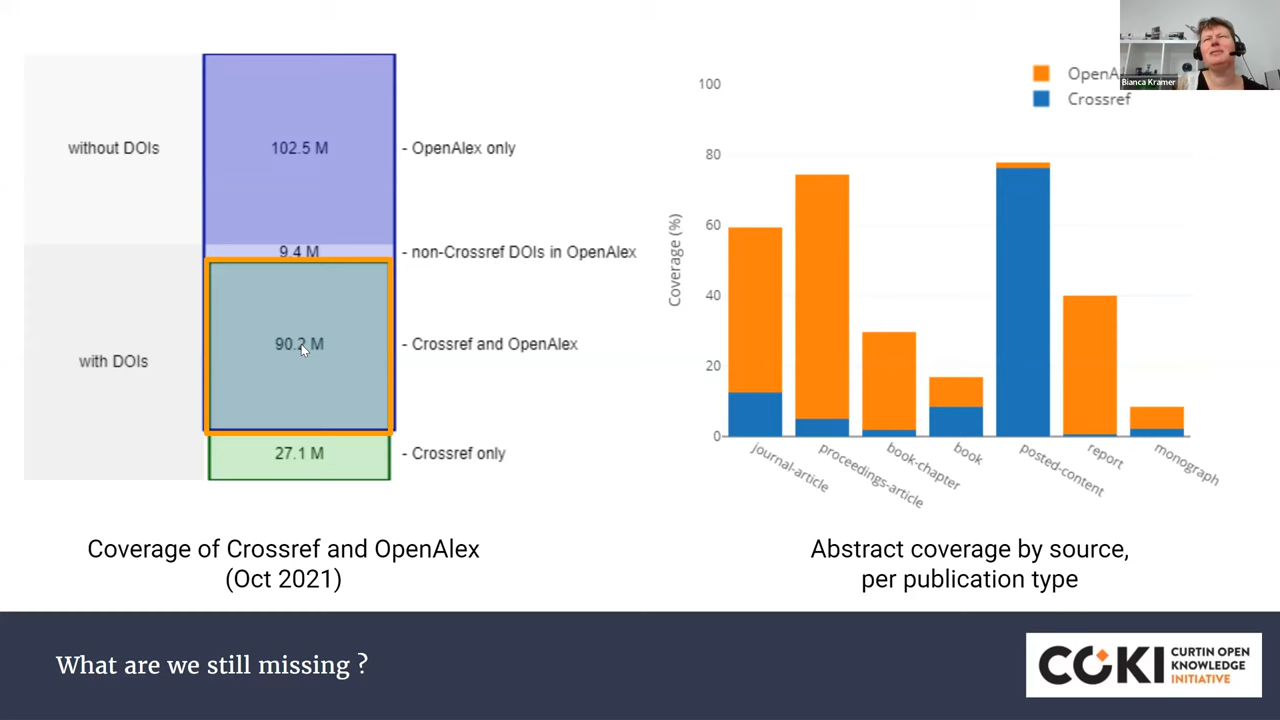 without DOIs
with DOIs
102.5 M
9.4 M
90.2 M
27.1 M
- OpenAlex only
- non-Crossref DOIs in OpenAlex
- Crossref and OpenAlex
- Crossref only
Coverage of Crossref and OpenAlex
(Oct 2021)
Bianca Kramer
Crossref
Coverage (%)
100
80
60
40
20
0
journal-article
proceedings-article
book-chapter
book
posted-content
report
monograph
Abstract coverage by source,
per publication type
What are we still missing ?
COKI
CURTIN OPEN
KNOWLEDGE
INITIATIVE